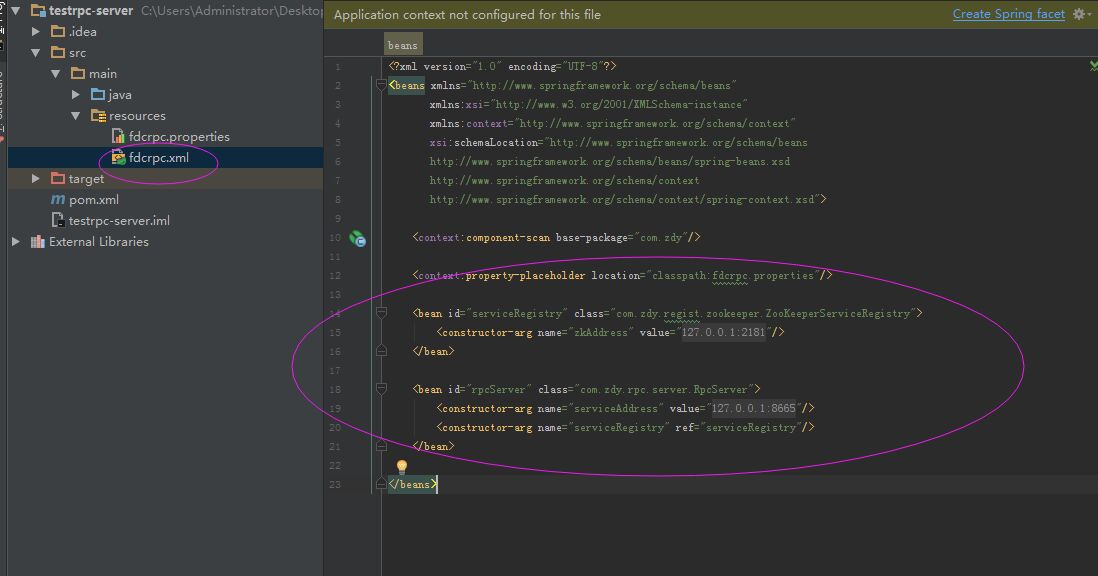 testrpc-server C:\Users\Administrator\Deskto
.idea
src
main
java
resources
fdcrpc.properties
fdcrpc.xml
target
pom.xml
testrpc-server.iml
External Libraries
Application context not configured for this file
Create Spring facet
beans
1 <?xml version="1.0" encoding="UTF-8"?>
2 <beans xmlns="http://www.springframework.org/schema/beans"
3 xmlns:xsi="http://www.w3.org/2001/XMLSchema-instance"
4 xmlns:context="http://www.springframework.org/schema/context"
5 xsi:schemaLocation="http://www.springframework.org/schema/beans
6 http://www.springframework.org/schema/beans/spring-beans.xsd
7 http://www.springframework.org/schema/context
8 http://www.springframework.org/schema/context/spring-context.xsd">
9
10 <context:component-scan base-package="com.zdy"/>
11
12 <context:property-placeholder location="classpath:fdcrpc.properties"/>
13
14 <bean id="serviceRegistry" class="com.zdy.regist.zookeeper.ZooKeeperServiceRegistry">
15 <constructor-arg name="zkAddress" value="127.0.0.1:2181"/>
16 </bean>
17
18 <bean id="rpcServer" class="com.zdy.rpc.server.RpcServer">
19 <constructor-arg name="serviceAddress" value="127.0.0.1:8665"/>
20 <constructor-arg name="serviceRegistry" ref="serviceRegistry"/>
21 </bean>
22
23 </beans>